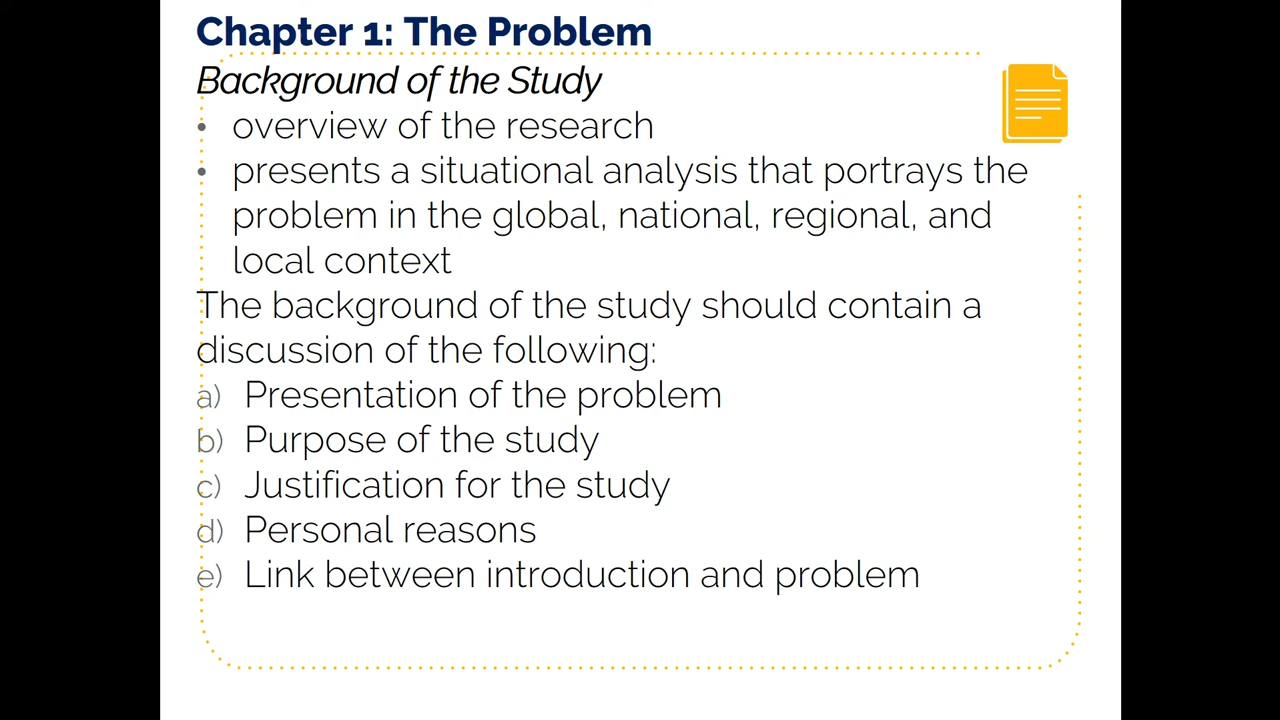 Chapter 1: The Problem
Background of the Study
• overview of the research
• presents a situational analysis that portrays the
problem in the global, national, regional, and
local context
The background of the study should contain a
discussion of the following:
a) Presentation of the problem
b) Purpose of the study
c) Justification for the study
d) Personal reasons
e) Link between introduction and problem